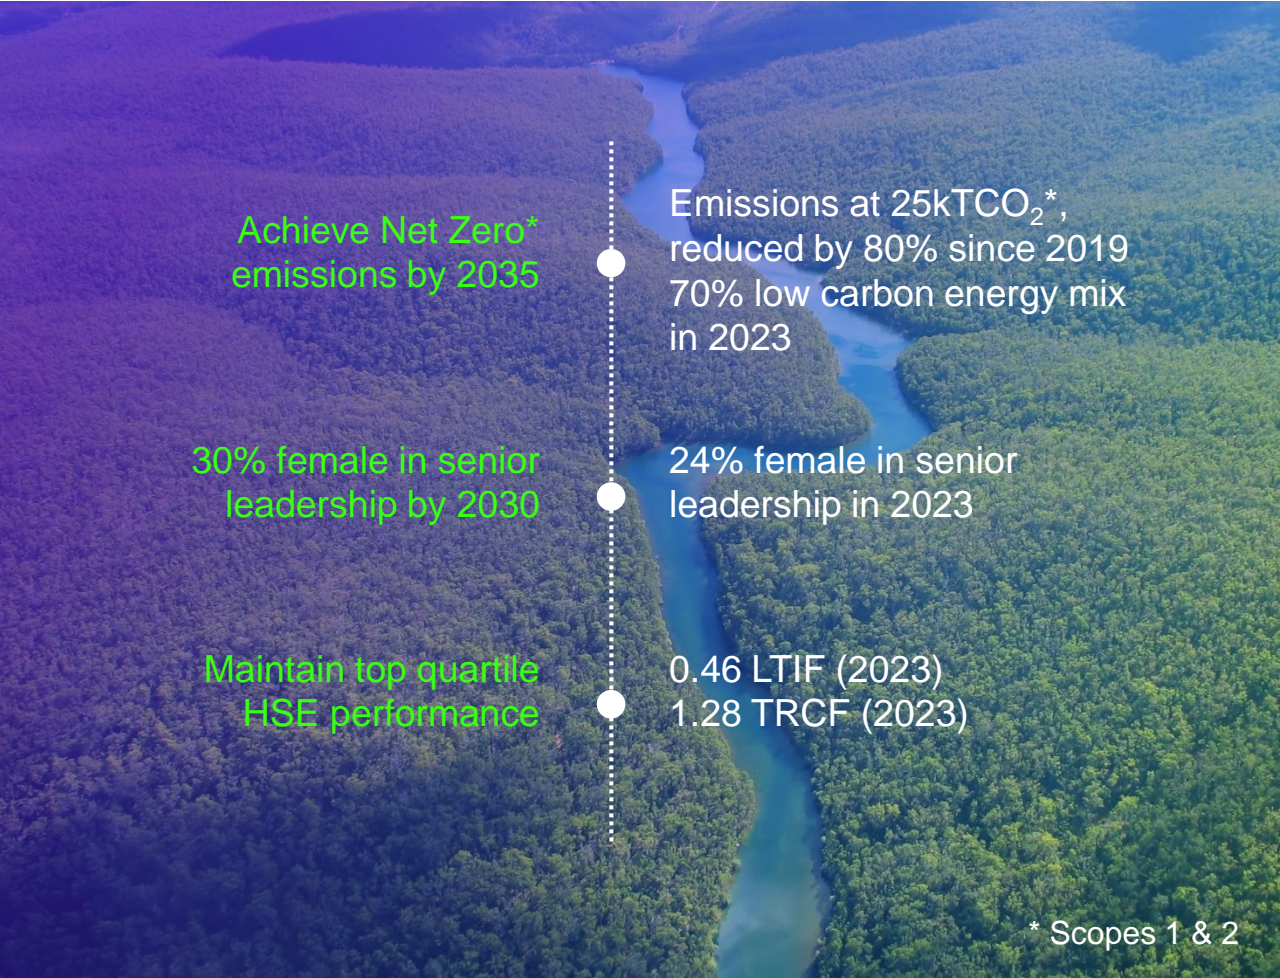 Achieve Net Zero*
emissions by 2035
Emissions at 25kTCO₂*,
reduced by 80% since 2019
70% low carbon energy mix
in 2023
30% female in senior
leadership by 2030
24% female in senior
leadership in 2023
Maintain top quartile
HSE performance
0.46 LTIF (2023)
1.28 TRCF (2023)
* Scopes 1 & 2